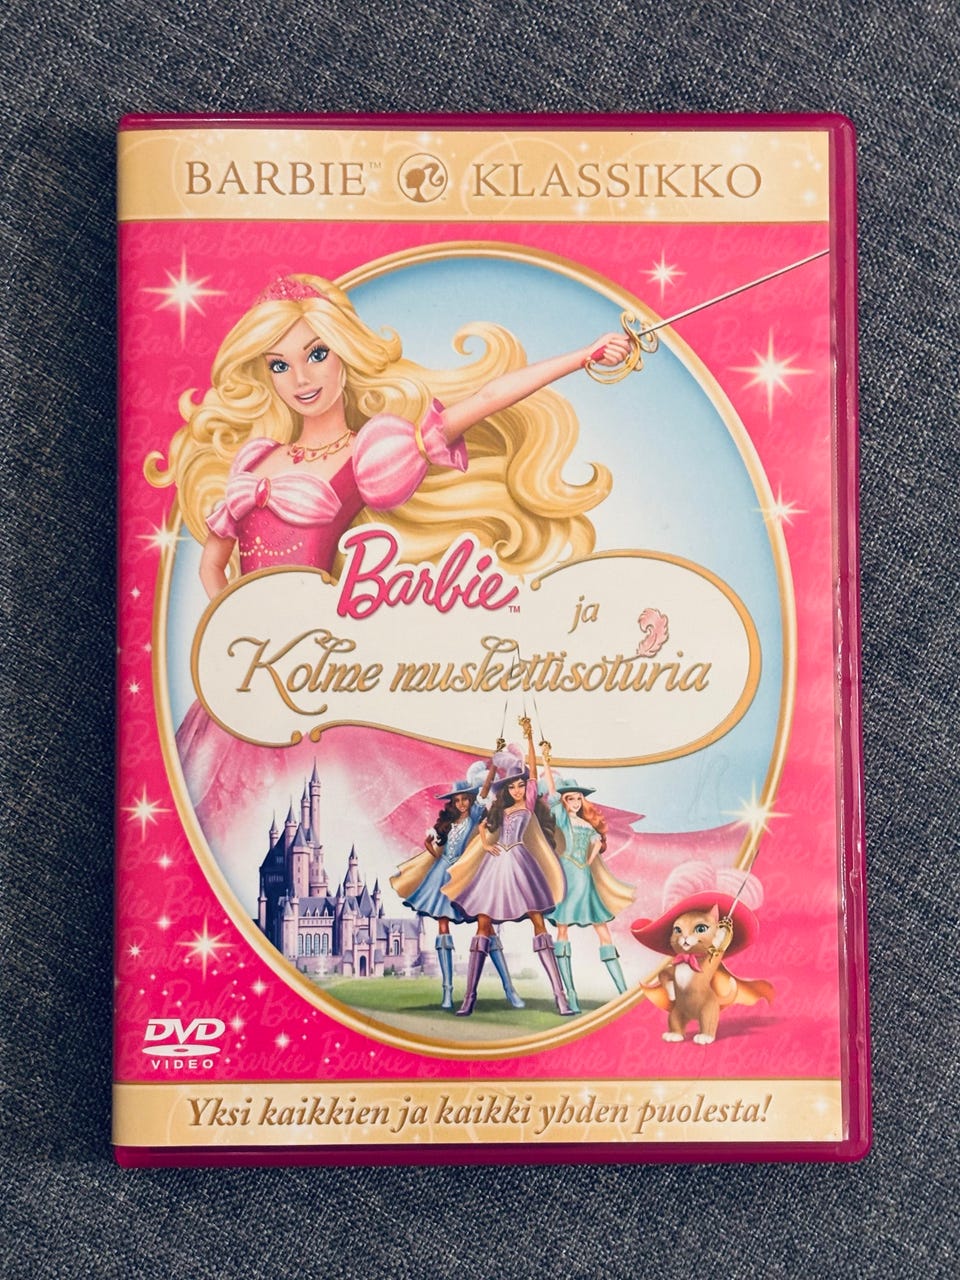 BARBIE™ KLASSIKKO
Barbie™ ja
Kolme muskettisoturia
DVD
VIDEO
Yksi kaikkien ja kaikki yhden puolesta!